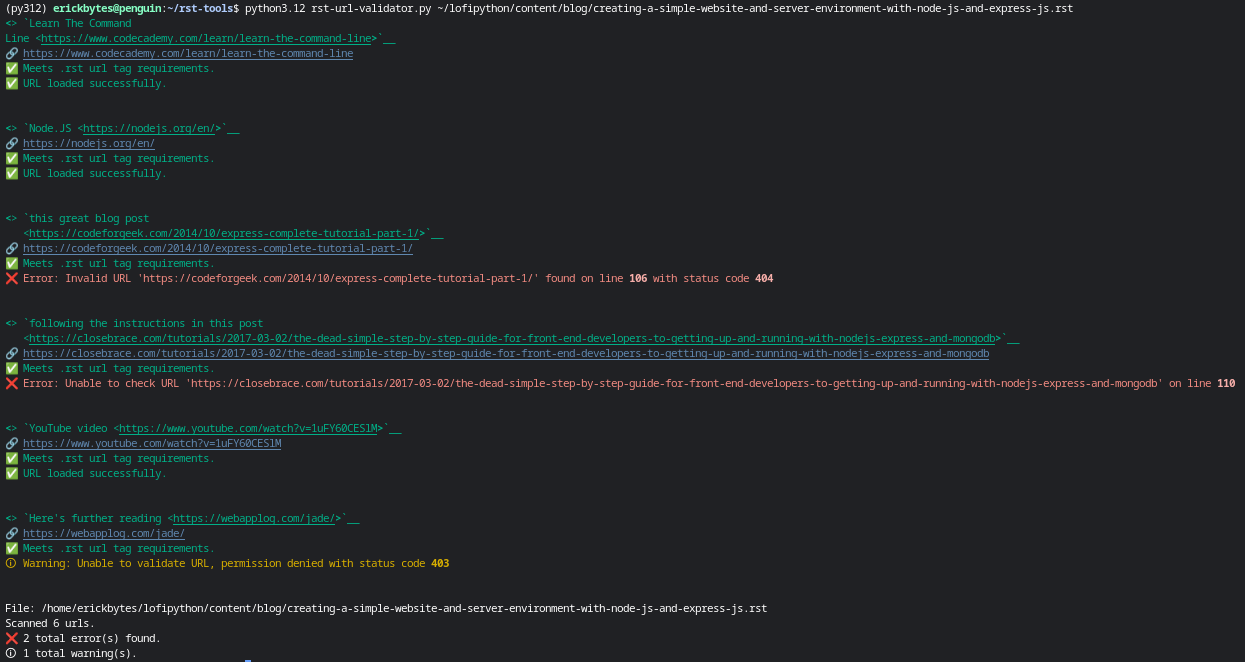 (py312) erickbytes@penguin:~/rst-tools$ python3.12 rst-url-validator.py ~/lofipython/content/blog/creating-a-simple-website-and-server-environment-with-node-js-and-express-js.rst
<> `Learn The Command
Line <https://www.codecademy.com/learn/learn-the-command-line>`__
🔗 https://www.codecademy.com/learn/learn-the-command-line
✅ Meets .rst url tag requirements.
✅ URL loaded successfully.
<> `Node.JS <https://nodejs.org/en/>`__
🔗 https://nodejs.org/en/
✅ Meets .rst url tag requirements.
✅ URL loaded successfully.
<> `this great blog post
<https://codeforgeek.com/2014/10/express-complete-tutorial-part-1/>`__
🔗 https://codeforgeek.com/2014/10/express-complete-tutorial-part-1/
✅ Meets .rst url tag requirements.
❌ Error: Invalid URL 'https://codeforgeek.com/2014/10/express-complete-tutorial-part-1/' found on line 106 with status code 404
<> `following the instructions in this post
<https://closebrace.com/tutorials/2017-03-02/the-dead-simple-step-by-step-guide-for-front-end-developers-to-getting-up-and-running-with-nodejs-express-and-mongodb>`__
🔗 https://closebrace.com/tutorials/2017-03-02/the-dead-simple-step-by-step-guide-for-front-end-developers-to-getting-up-and-running-with-nodejs-express-and-mongodb
✅ Meets .rst url tag requirements.
❌ Error: Unable to check URL 'https://closebrace.com/tutorials/2017-03-02/the-dead-simple-step-by-step-guide-for-front-end-developers-to-getting-up-and-running-with-nodejs-express-and-mongodb' on line 110
<> `YouTube video <https://www.youtube.com/watch?v=1uFY60CES1M>`__
🔗 https://www.youtube.com/watch?v=1uFY60CES1M
✅ Meets .rst url tag requirements.
✅ URL loaded successfully.
<> `Here's further reading <https://webapplog.com/jade/>`__
🔗 https://webapplog.com/jade/
✅ Meets .rst url tag requirements.
ⓘ Warning: Unable to validate URL, permission denied with status code 403
File: /home/erickbytes/lofipython/content/blog/creating-a-simple-website-and-server-environment-with-node-js-and-express-js.rst
Scanned 6 urls.
❌ 2 total error(s) found.
ⓘ 1 total warning(s).